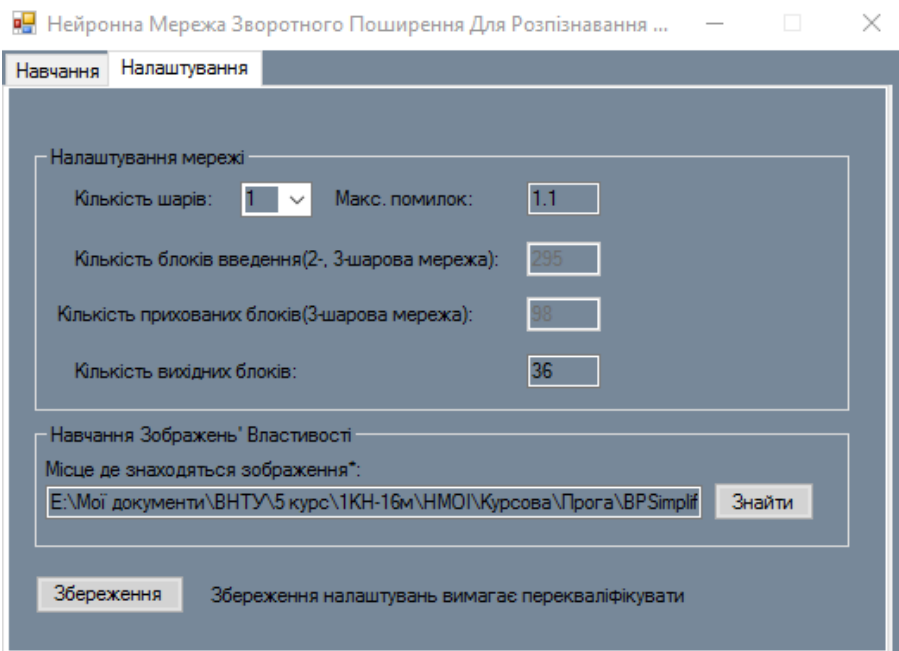 Нейронна Мережа Зворотного Поширення Для Розпізнавання ...
Навчання Налаштування
Налаштування мережі
Кількість шарів: 1 Макс. помилок: 1.1
Кількість блоків введення(2-, 3-шарова мережа): 295
Кількість прихованих блоків(3-шарова мережа): 98
Кількість вихідних блоків: 36
Навчання Зображень' Властивості
Місце де знаходяться зображення*:
E:\Мої документи\ВНТУ\5 курс\1КН-16м\НМОІ\Курсова\Прога\BPSimplif Знайти
Збереження Збереження налаштувань вимагає перекваліфікувати